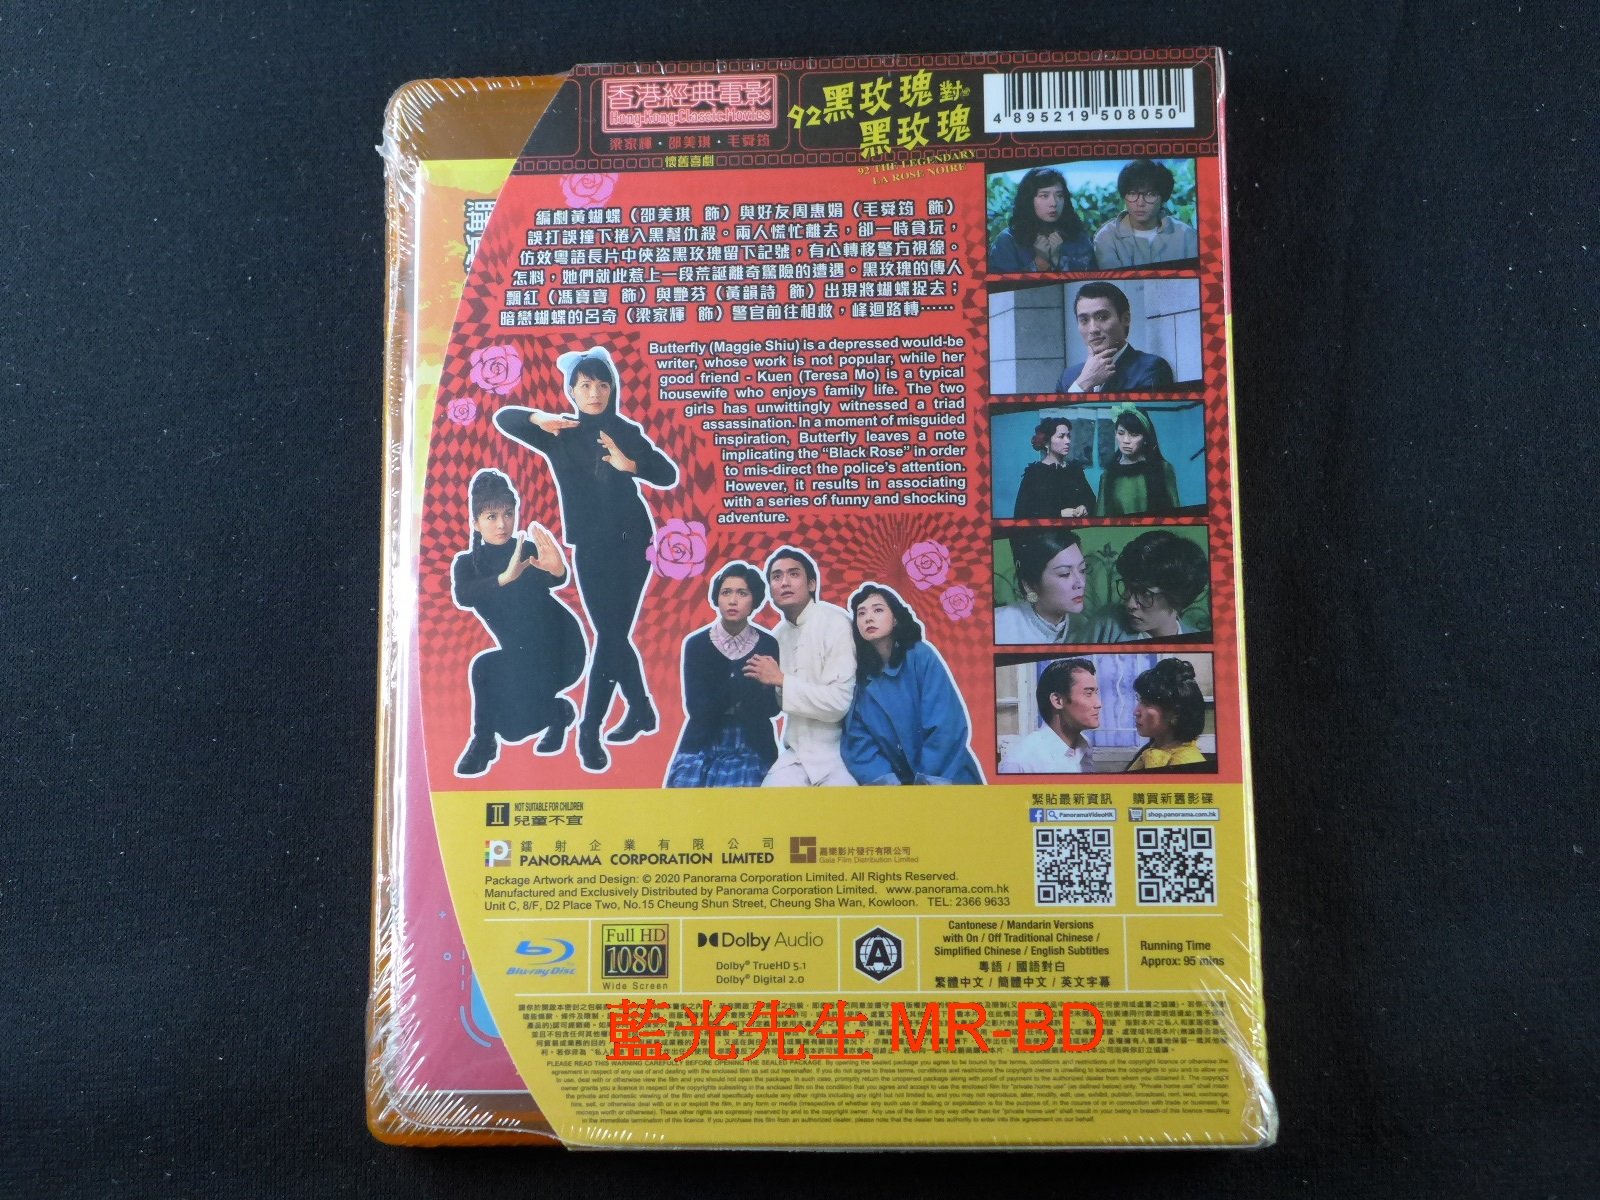 香港經典電影
Hong Kong Classic Movies
梁家輝・邵美琪・毛舜筠
懷舊喜劇
92黑玫瑰對黑玫瑰
92 THE LEGENDARY
LA ROSE NOIRE
4 895219 508050
編劇黃蝴蝶（邵美琪 飾）與好友周惠娟（毛舜筠 飾）
誤打誤撞下捲入黑幫仇殺。兩人慌忙離去，卻一時貪玩，
仿效粵語長片中俠盜黑玫瑰留下記號，有心轉移警方視線。
怎料，她們就此惹上一段荒誕離奇驚險的遭遇。黑玫瑰的傳人
飄紅（馮寶寶 飾）與艷芬（黃韻詩 飾）出現將蝴蝶捉去；
暗戀蝴蝶的呂奇（梁家輝 飾）警官前往相救，峰迴路轉……
Butterfly (Maggie Shiu) is a depressed would-be
writer, whose work is not popular, while her
good friend - Kuen (Teresa Mo) is a typical
housewife who enjoys family life. The two
girls has unwittingly witnessed a triad
assassination. In a moment of misguided
inspiration, Butterfly leaves a note
implicating the “Black Rose” in order
to mis-direct the police’s attention.
However, it results in associating
with a series of funny and shocking
adventure.
II NOT SUITABLE FOR CHILDREN
兒童不宜
緊貼最新資訊
PanoramaVideoHK
購買新舊影碟
shop.panorama.com.hk
鐳射企業有限公司
PANORAMA CORPORATION LIMITED
嘉樂影片發行有限公司
Gala Film Distribution Limited
Package Artwork and Design: © 2020 Panorama Corporation Limited. All Rights Reserved.
Manufactured and Exclusively Distributed by Panorama Corporation Limited. www.panorama.com.hk
Unit C, 8/F, D2 Place Two, No.15 Cheung Shun Street, Cheung Sha Wan, Kowloon. TEL: 2366 9633
Blu-ray Disc
Full HD
1080
Wide Screen
Dolby Audio
Dolby® TrueHD 5.1
Dolby® Digital 2.0
A
Cantonese / Mandarin Versions
with On / Off Traditional Chinese /
Simplified Chinese / English Subtitles
粵語 / 國語對白
繁體中文 / 簡體中文 / 英文字幕
Running Time
Approx: 95 mins
藍光先生 MR-BD